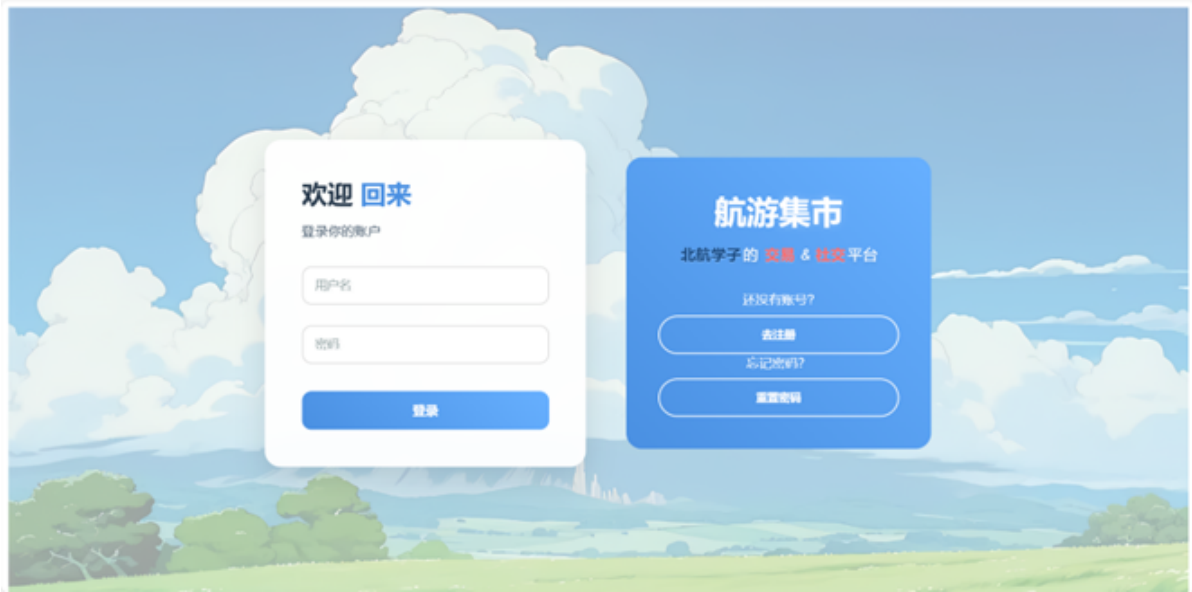 欢迎 回来
登录你的账户
用户名
密码
登录
航游集市
北航学子的 交易 & 社交平台
还没有账号?
去注册
忘记密码?
重置密码